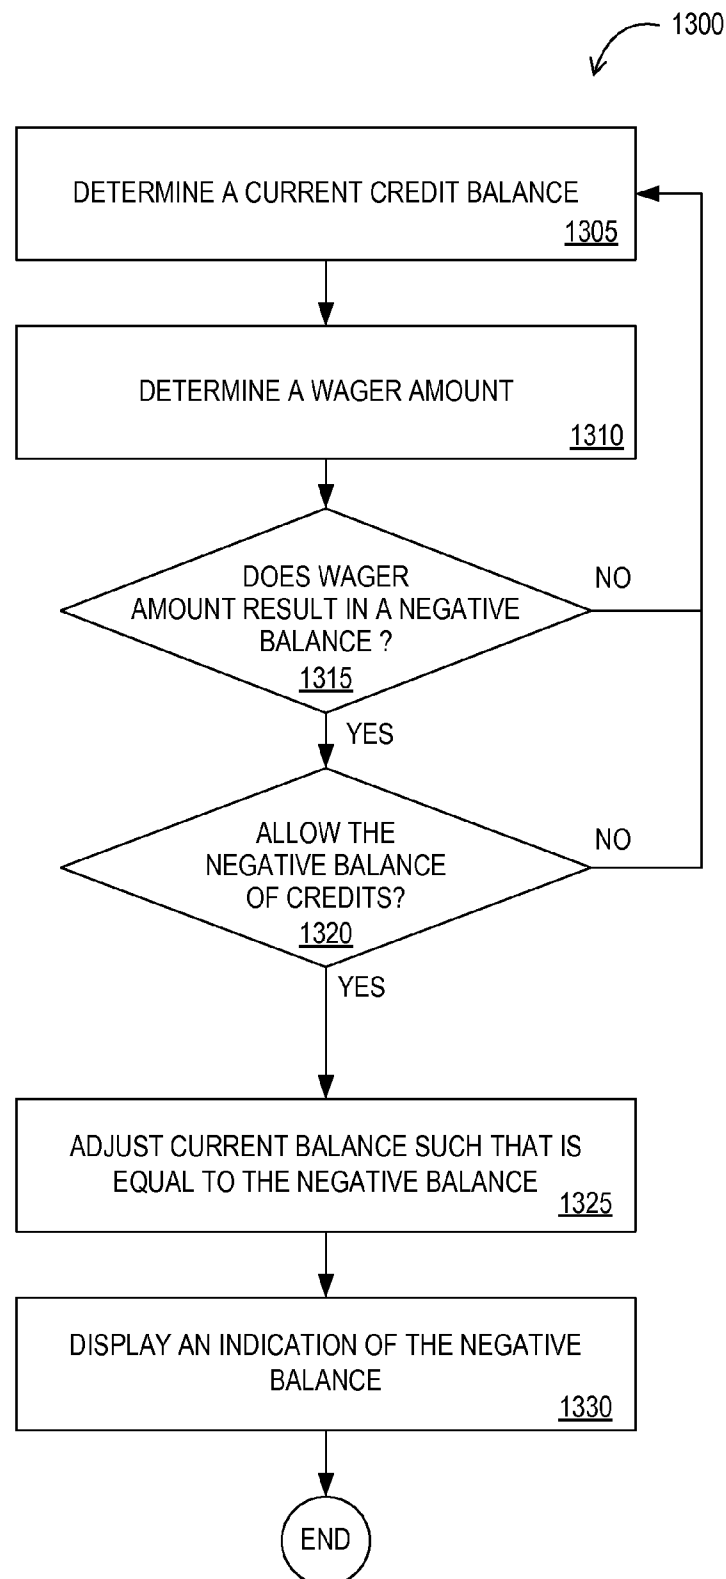 1300
DETERMINE A CURRENT CREDIT BALANCE
1305
DETERMINE A WAGER AMOUNT
1310
DOES WAGER
AMOUNT RESULT IN A NEGATIVE
BALANCE ?
1315
NO
YES
ALLOW THE
NEGATIVE BALANCE
OF CREDITS?
1320
NO
YES
ADJUST CURRENT BALANCE SUCH THAT IS
EQUAL TO THE NEGATIVE BALANCE
1325
DISPLAY AN INDICATION OF THE NEGATIVE
BALANCE
1330
END